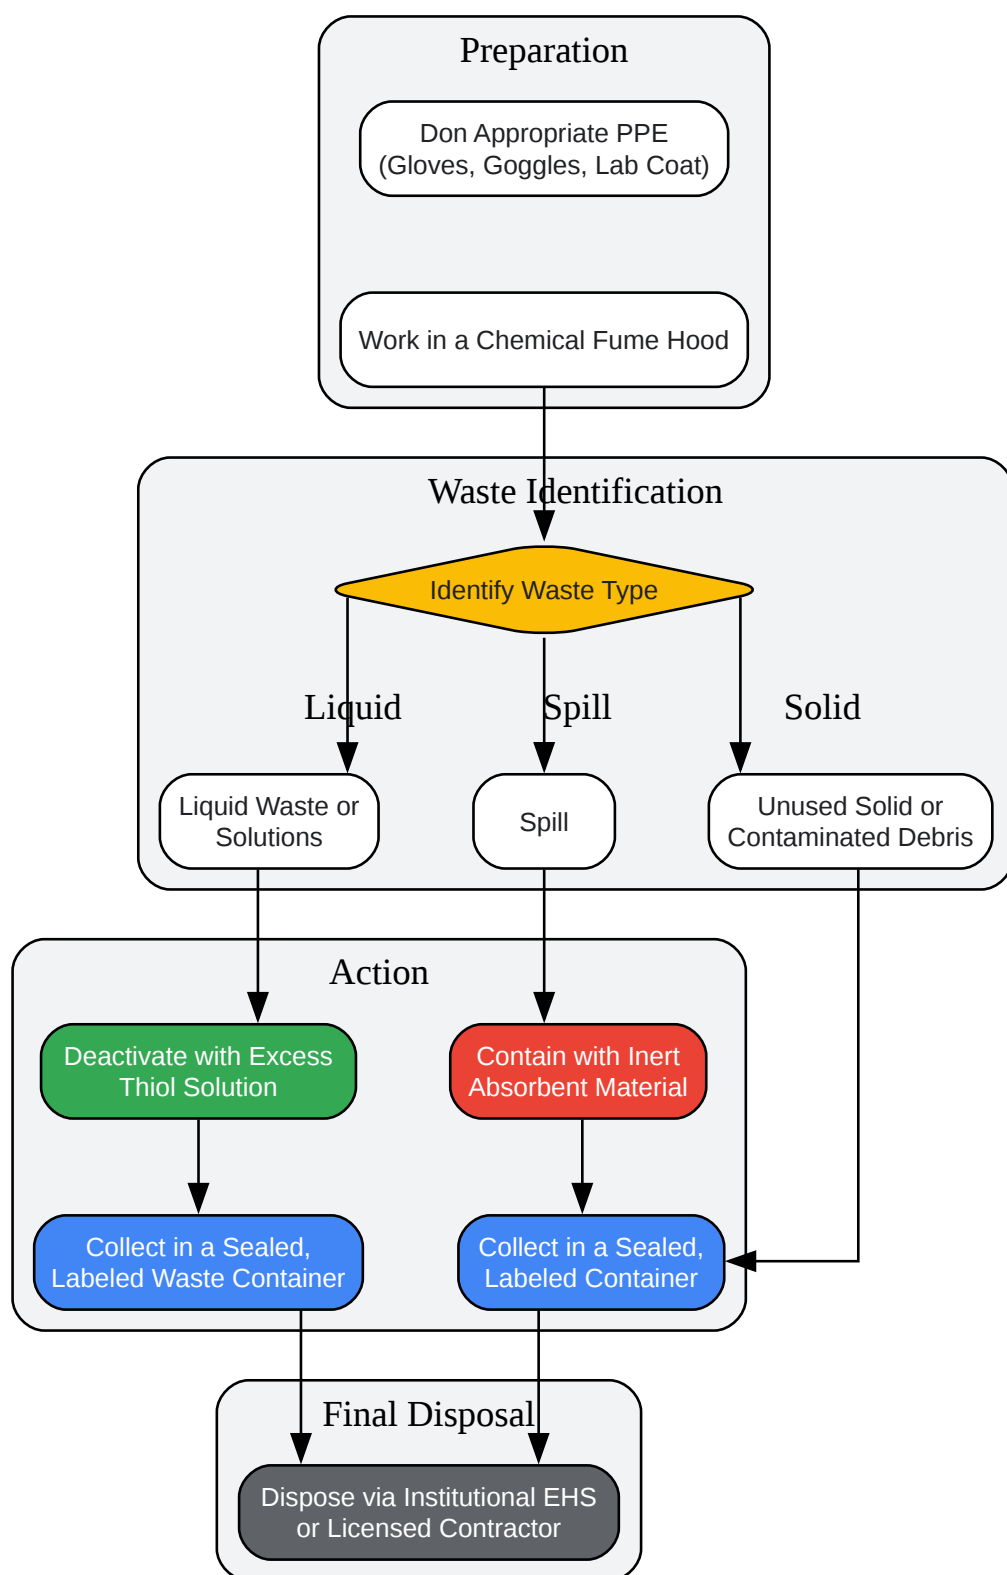 Preparation
Don Appropriate PPE
(Gloves, Goggles, Lab Coat)
Work in a Chemical Fume Hood
Waste Identification
Identify Waste Type
Liquid
Spill
Solid
Liquid Waste or
Solutions
Spill
Unused Solid or
Contaminated Debris
Action
Deactivate with Excess
Thiol Solution
Contain with Inert
Absorbent Material
Collect in a Sealed,
Labeled Waste Container
Collect in a Sealed,
Labeled Container
Final Disposal
Dispose via Institutional EHS
or Licensed Contractor